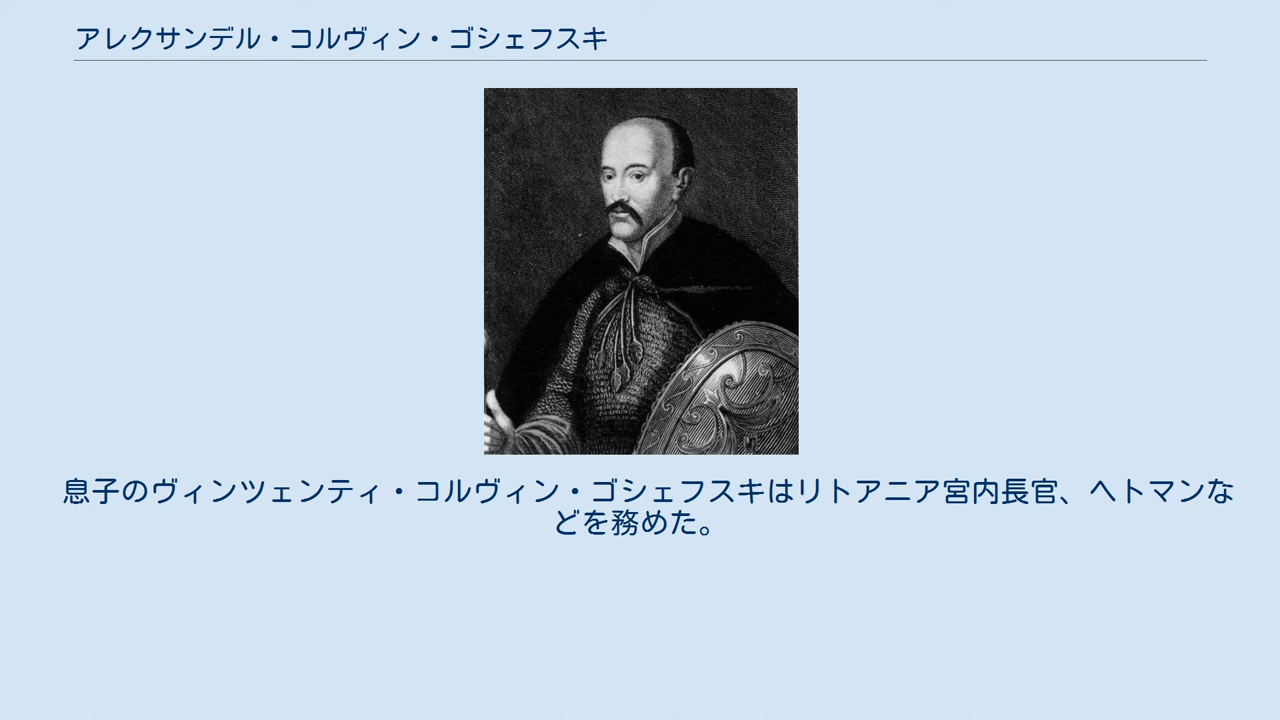 アレクサンデル・コルヴィン・ゴシェフスキ
息子のヴィンツェンティ・コルヴィン・ゴシェフスキはリトアニア宮内長官、ヘトマンな
どを務めた。